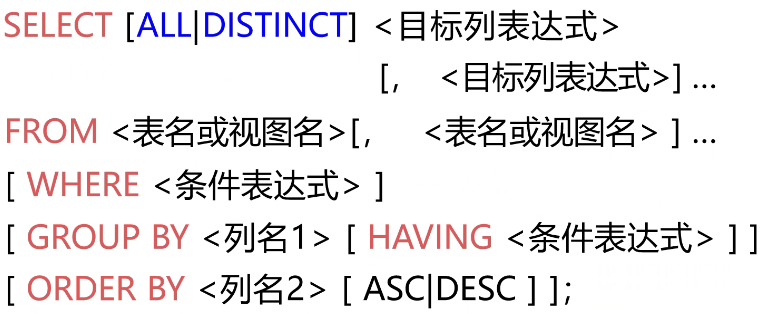 SELECT [ALL|DISTINCT] <目标列表达式>
[, <目标列表达式>] …
FROM <表名或视图名>[, <表名或视图名> ] …
[ WHERE <条件表达式> ]
[ GROUP BY <列名1> [ HAVING <条件表达式> ] ]
[ ORDER BY <列名2> [ ASC|DESC ] ];